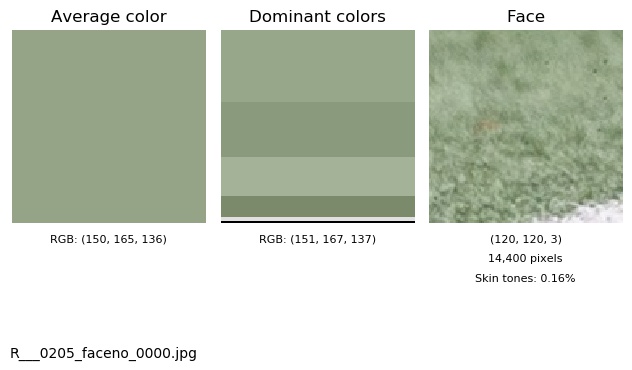 Average color
Dominant colors
Face
RGB: (150, 165, 136)
RGB: (151, 167, 137)
(120, 120, 3)
14,400 pixels
Skin tones: 0.16%
R___0205_faceno_0000.jpg